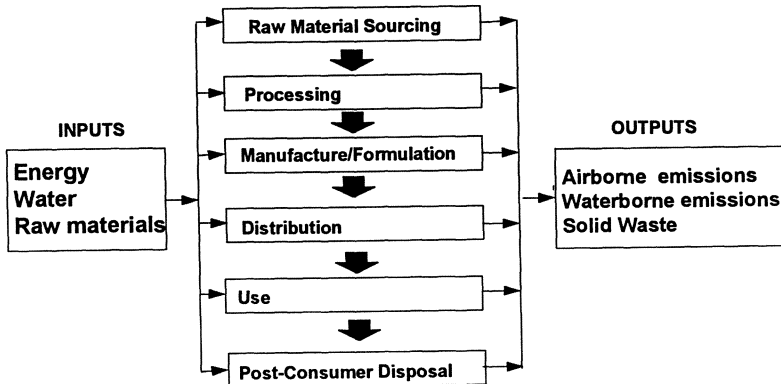 Raw Material Sourcing
Processing
INPUTS
OUTPUTS
Manufacture/Formulation
Energy
Water
Raw materials
Airborne emissions
Waterborne emissions
Solid Waste
Distribution
Use
Post-Consumer Disposal